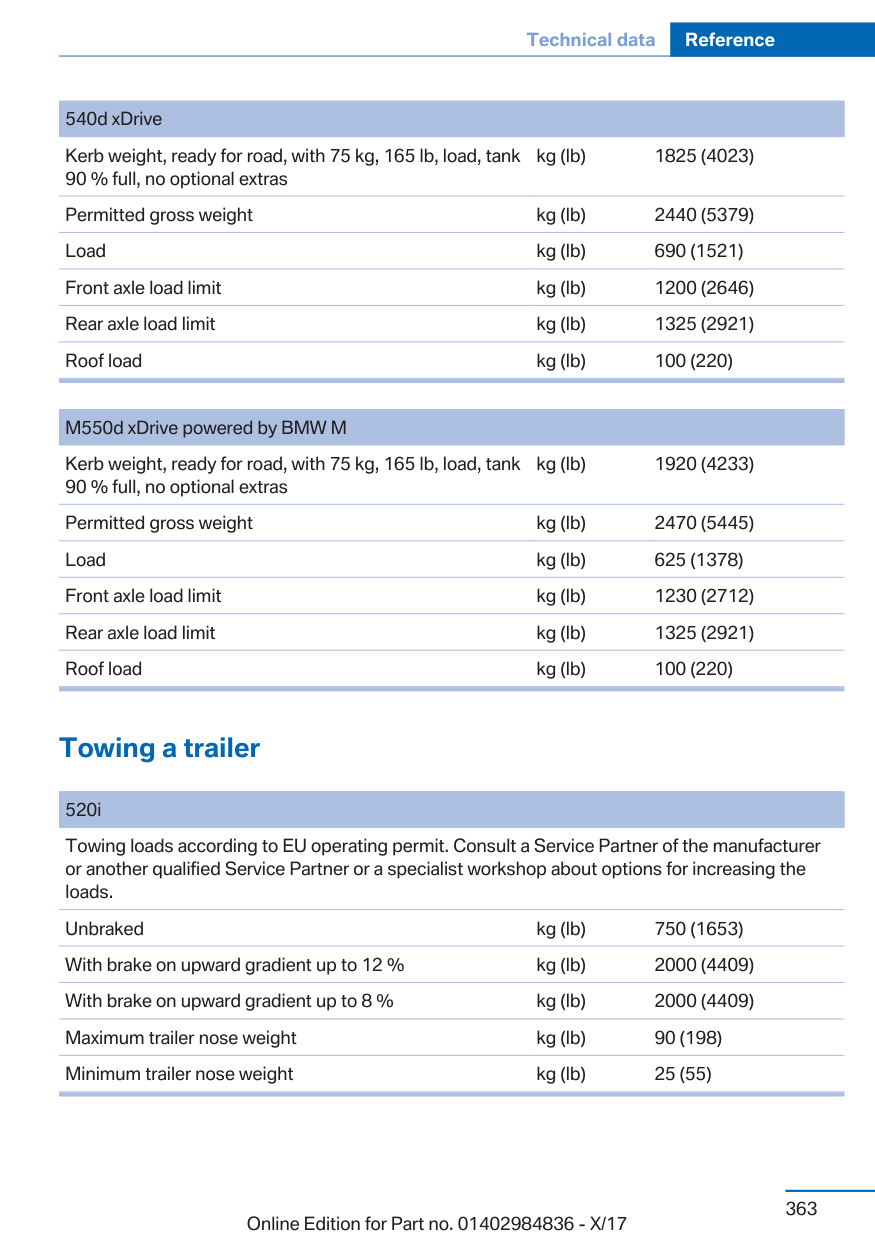 Technical data Reference
540d xDrive
Kerb weight, ready for road, with 75 kg, 165 lb, load, tank kg (lb) 1825 (4023)
90 % full, no optional extras
Permitted gross weight kg (lb) 2440 (5379)
Load kg (lb) 690 (1521)
Front axle load limit kg (lb) 1200 (2646)
Rear axle load limit kg (lb) 1325 (2921)
Roof load kg (lb) 100 (220)
M550d xDrive powered by BMW M
Kerb weight, ready for road, with 75 kg, 165 lb, load, tank kg (lb) 1920 (4233)
90 % full, no optional extras
Permitted gross weight kg (lb) 2470 (5445)
Load kg (lb) 625 (1378)
Front axle load limit kg (lb) 1230 (2712)
Rear axle load limit kg (lb) 1325 (2921)
Roof load kg (lb) 100 (220)
Towing a trailer
520i
Towing loads according to EU operating permit. Consult a Service Partner of the manufacturer
or another qualified Service Partner or a specialist workshop about options for increasing the
loads.
Unbraked kg (lb) 750 (1653)
With brake on upward gradient up to 12 % kg (lb) 2000 (4409)
With brake on upward gradient up to 8 % kg (lb) 2000 (4409)
Maximum trailer nose weight kg (lb) 90 (198)
Minimum trailer nose weight kg (lb) 25 (55)
363
Online Edition for Part no. 01402984836 - X/17